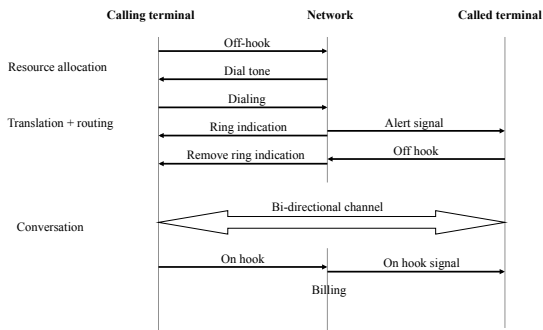 Calling terminal Network Called terminal
Off-hook
Resource allocation
Dial tone
Dialing
Translation + routing Ring indication Alert signal
Remove ring indication Off hook
Bi-directional channel
Conversation
On hook On hook signal
Billing